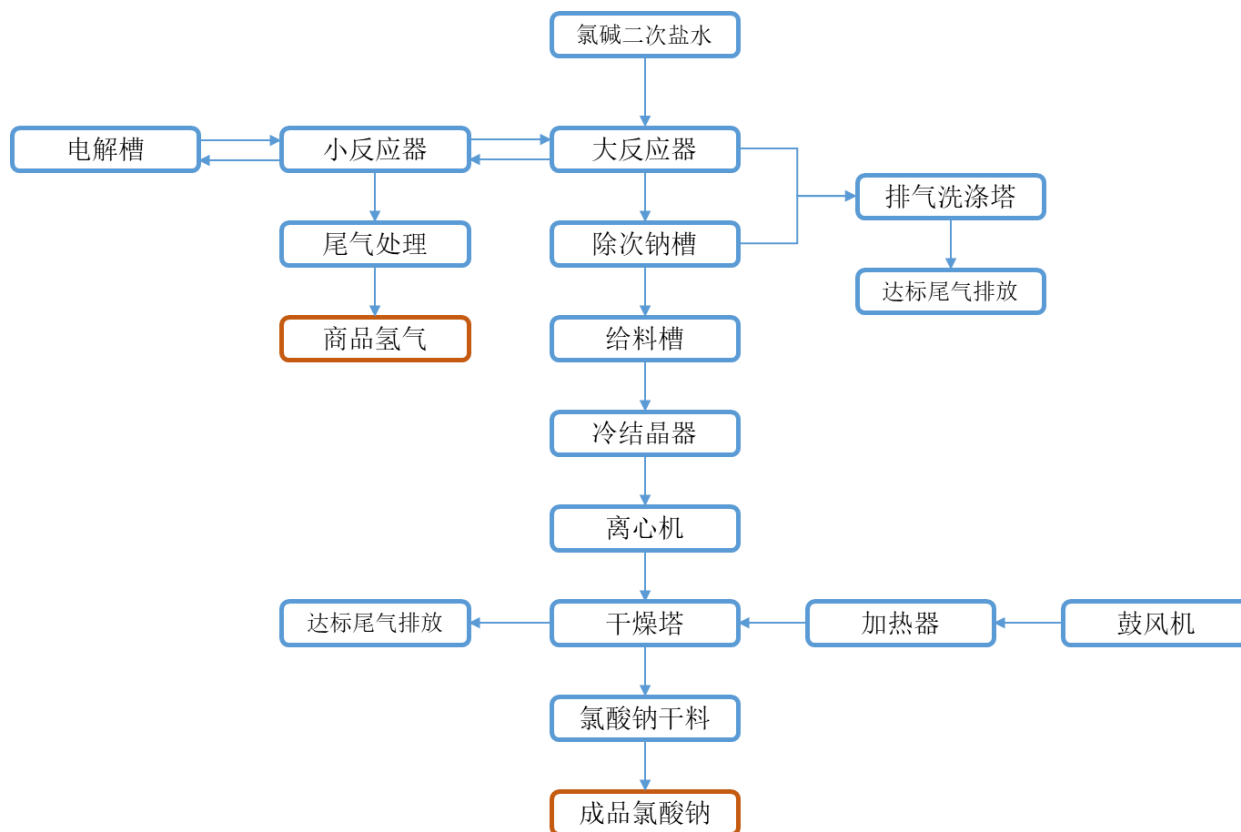 氯碱二次盐水
电解槽
小反应器
大反应器
排气洗涤塔
尾气处理
除次钠槽
达标尾气排放
商品氢气
给料槽
冷结晶器
离心机
达标尾气排放
干燥塔
加热器
鼓风机
氯酸钠干料
成品氯酸钠